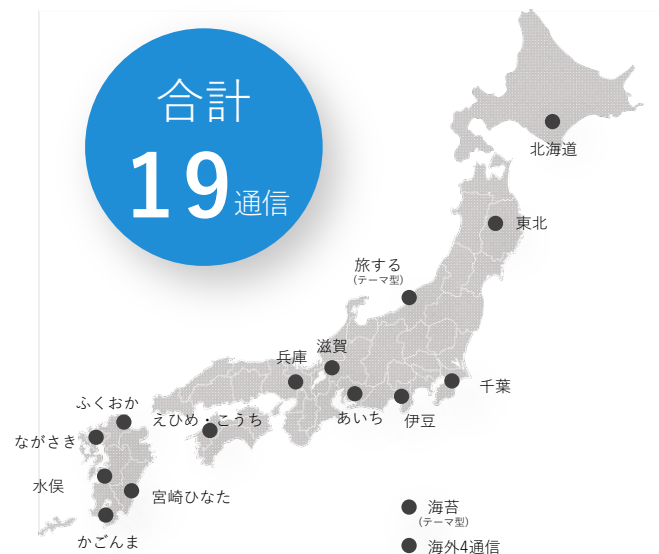 合計
19通信
北海道
東北
旅する
(テーマ型)
滋賀
兵庫
千葉
ふくおか
えひめ・こうち
あいち
伊豆
ながさき
水俣
宮崎ひなた
海苔
(テーマ型)
かごんま
海外4通信